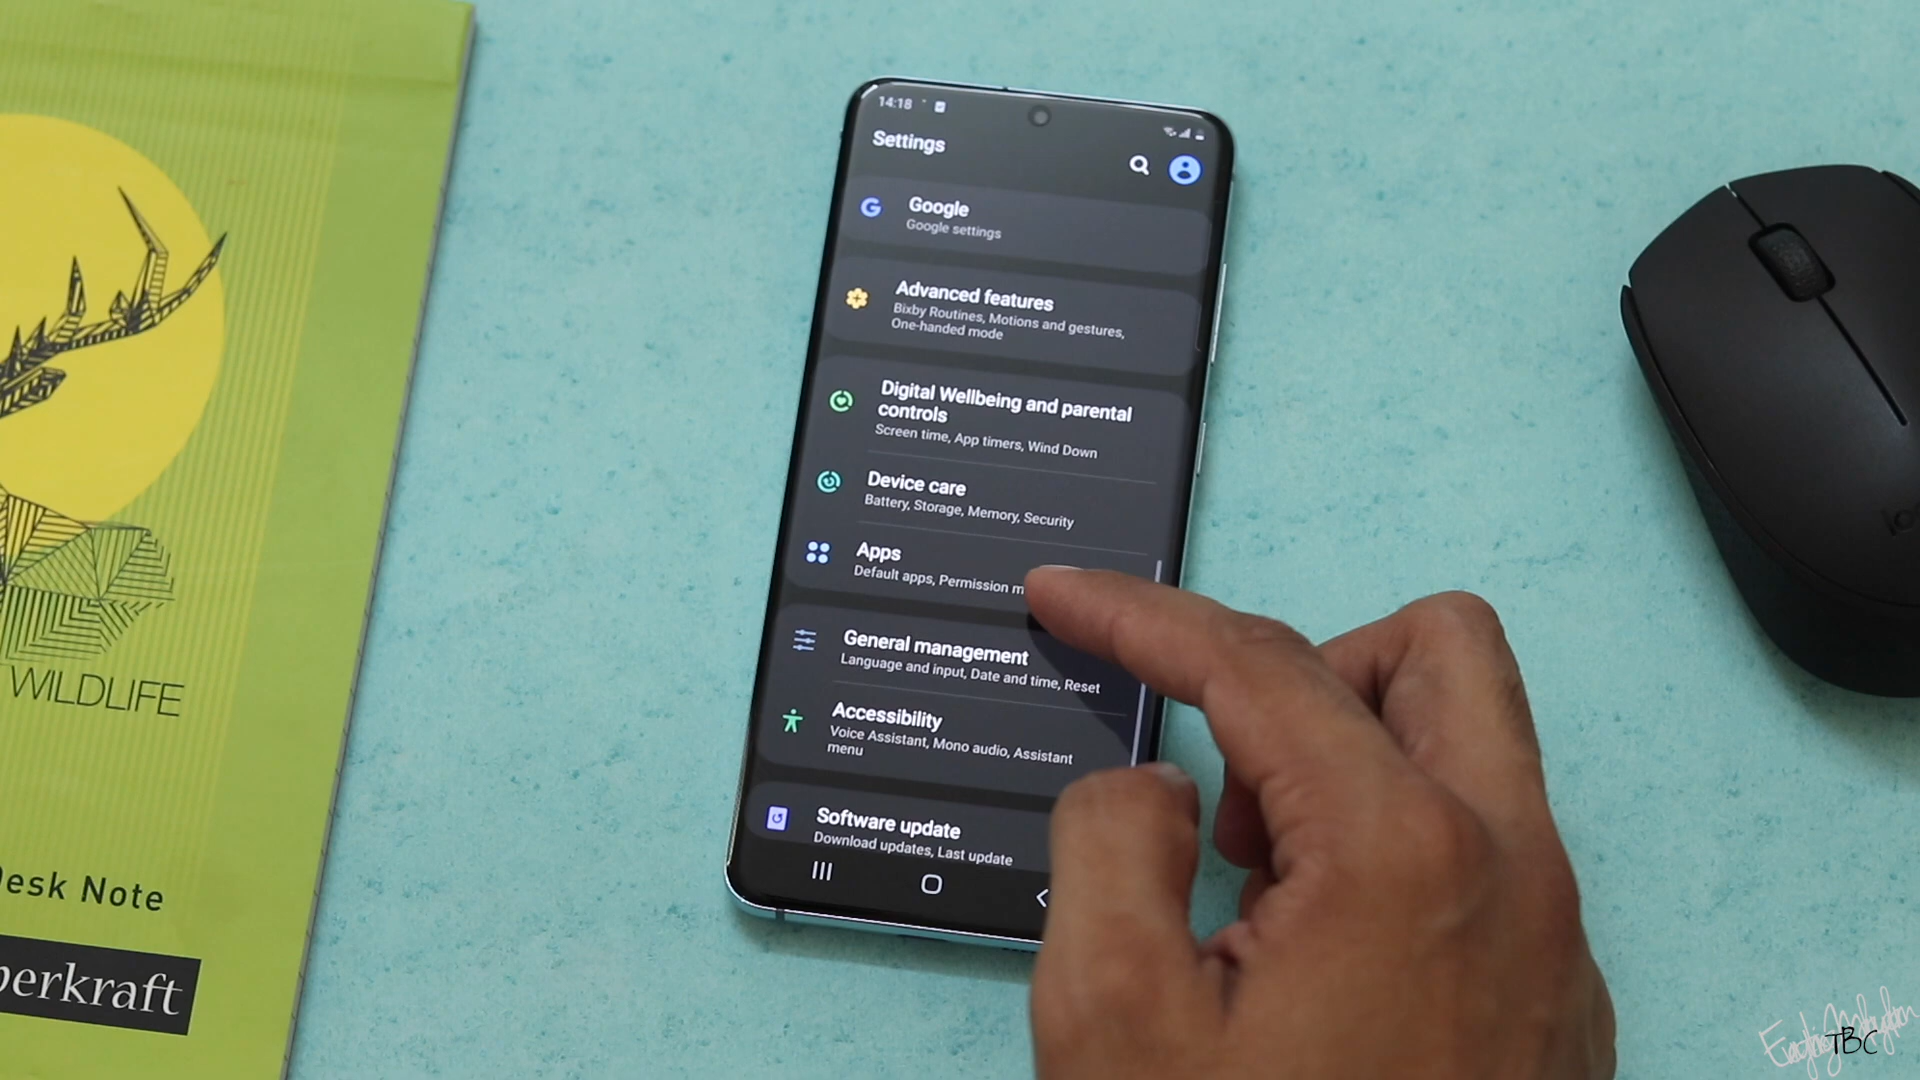 14:18
Settings
Google
Google settings
Advanced features
Bixby Routines, Motions and gestures,
One-handed mode
Digital Wellbeing and parental
controls
Screen time, App timers, Wind Down
Device care
Battery, Storage, Memory, Security
Apps
Default apps, Permission m
General management
Language and input, Date and time, Reset
Accessibility
Voice Assistant, Mono audio, Assistant
menu
Software update
Download updates, Last update
WILDLIFE
Desk Note
perkraft
TBC